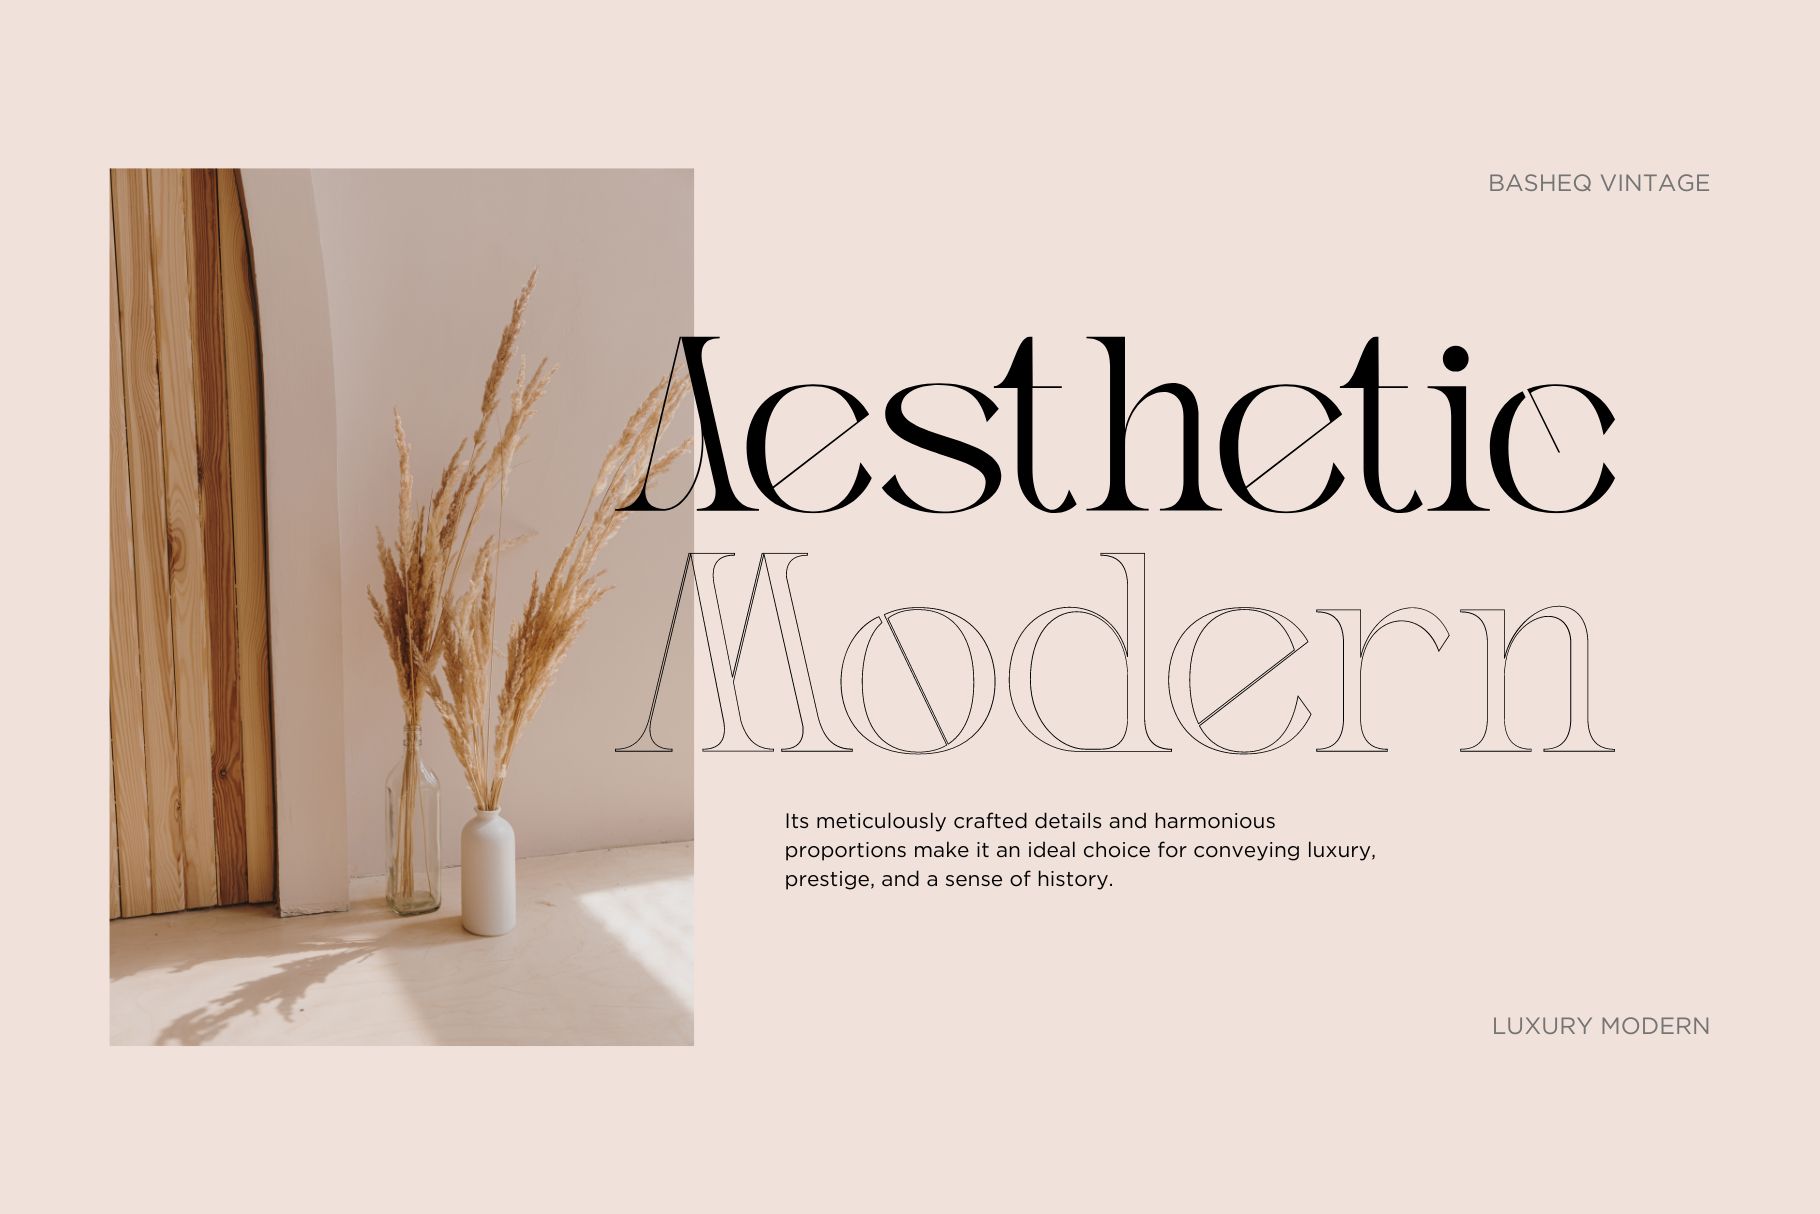 BASHEQ VINTAGE
Aesthetic
Modern
Its meticulously crafted details and harmonious
proportions make it an ideal choice for conveying luxury,
prestige, and a sense of history.
LUXURY MODERN